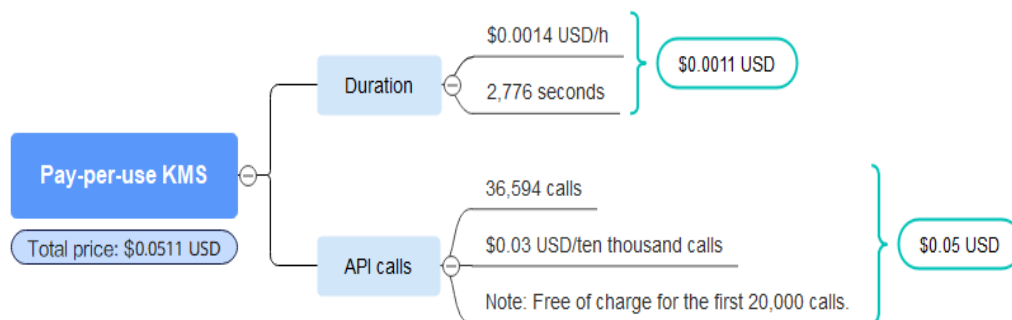 Pay-per-use KMS
Total price: $0.0511 USD
Duration
$0.0014 USD/h
2,776 seconds
$0.0011 USD
API calls
36,594 calls
$0.03 USD/ten thousand calls
Note: Free of charge for the first 20,000 calls.
$0.05 USD